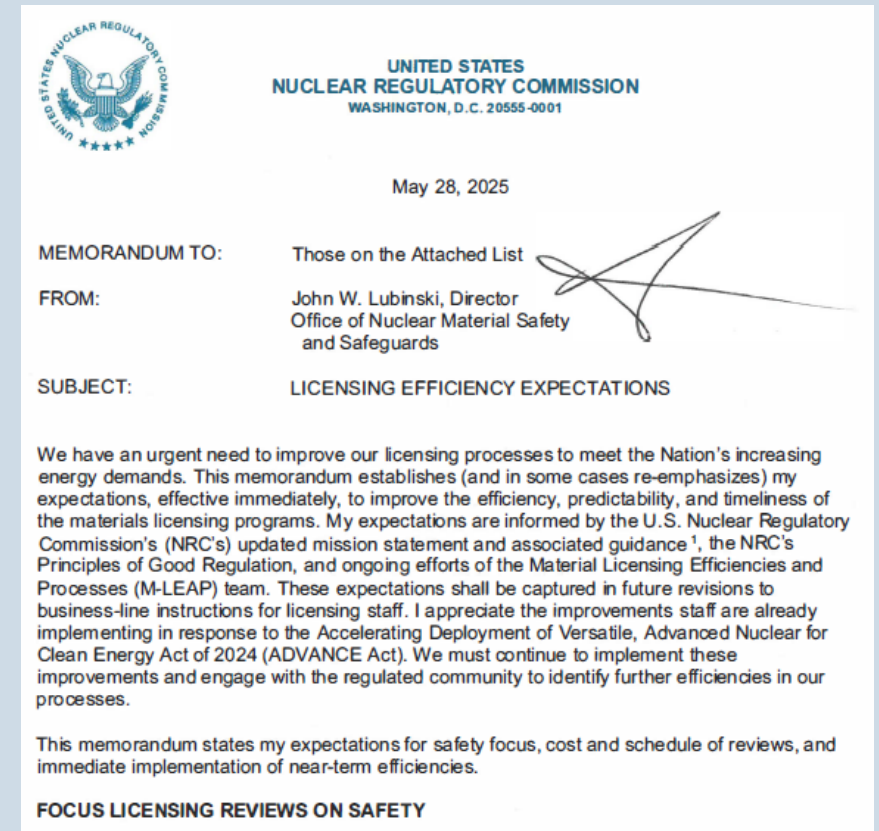 UNITED STATES NUCLEAR REGULATORY COMMISSION
★★★★★
UNITED STATES
NUCLEAR REGULATORY COMMISSION
WASHINGTON, D.C. 20555-0001
May 28, 2025
MEMORANDUM TO: Those on the Attached List
FROM: John W. Lubinski, Director
Office of Nuclear Material Safety
and Safeguards
SUBJECT: LICENSING EFFICIENCY EXPECTATIONS
We have an urgent need to improve our licensing processes to meet the Nation's increasing
energy demands. This memorandum establishes (and in some cases re-emphasizes) my
expectations, effective immediately, to improve the efficiency, predictability, and timeliness of
the materials licensing programs. My expectations are informed by the U.S. Nuclear Regulatory
Commission's (NRC's) updated mission statement and associated guidance ¹, the NRC's
Principles of Good Regulation, and ongoing efforts of the Material Licensing Efficiencies and
Processes (M-LEAP) team. These expectations shall be captured in future revisions to
business-line instructions for licensing staff. I appreciate the improvements staff are already
implementing in response to the Accelerating Deployment of Versatile, Advanced Nuclear for
Clean Energy Act of 2024 (ADVANCE Act). We must continue to implement these
improvements and engage with the regulated community to identify further efficiencies in our
processes.
This memorandum states my expectations for safety focus, cost and schedule of reviews, and
immediate implementation of near-term efficiencies.
FOCUS LICENSING REVIEWS ON SAFETY